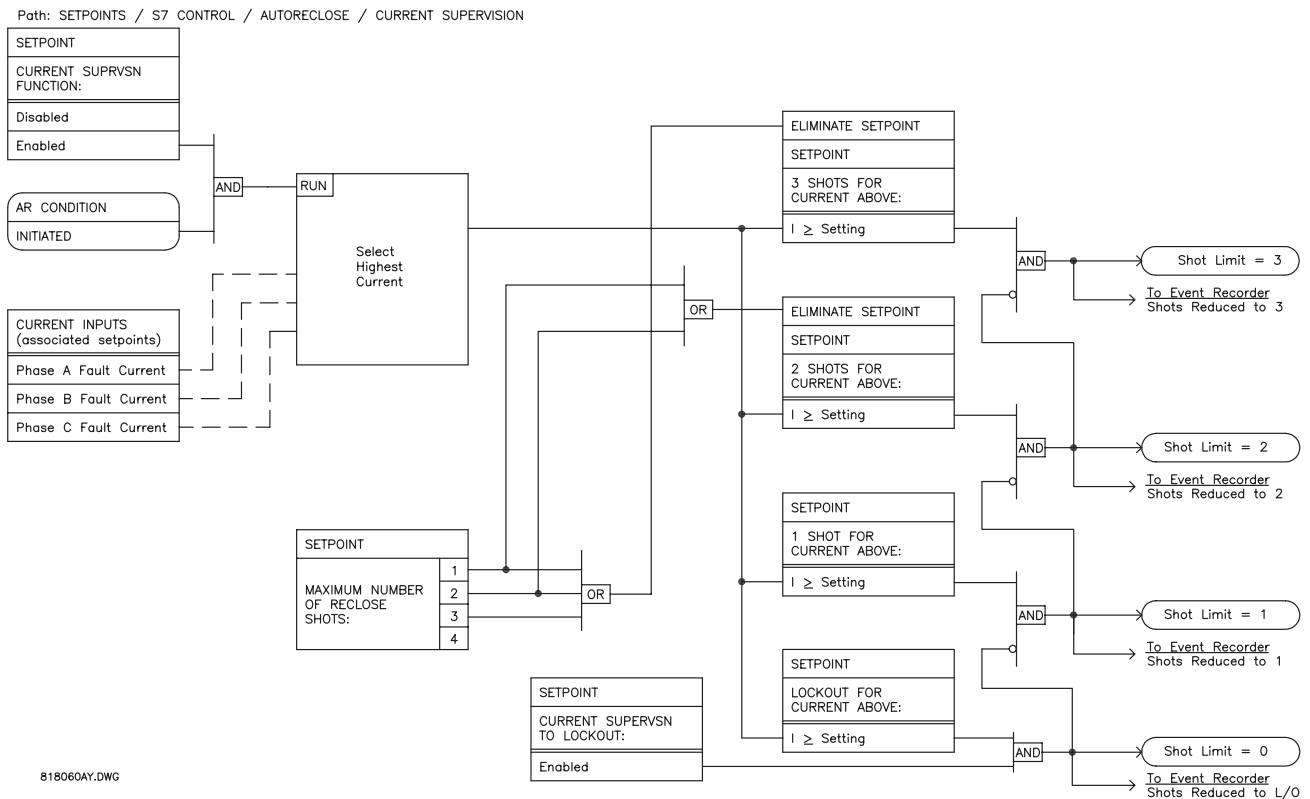 Path: SETPOINTS / S7 CONTROL / AUTORECLOSE / CURRENT SUPERVISION
SETPOINT
CURRENT SUPRVSN
FUNCTION:
Disabled
Enabled
AR CONDITION
INITIATED
AND
CURRENT INPUTS
(associated setpoints)
Phase A Fault Current
Phase B Fault Current
Phase C Fault Current
RUN
Select
Highest
Current
SETPOINT
MAXIMUM NUMBER
OF RECLOSE
SHOTS:
1
2
3
4
OR
OR
SETPOINT
CURRENT SUPERVSN
TO LOCKOUT:
Enabled
ELIMINATE SETPOINT
SETPOINT
3 SHOTS FOR
CURRENT ABOVE:
I ≥ Setting
AND
Shot Limit = 3
To Event Recorder
Shots Reduced to 3
ELIMINATE SETPOINT
SETPOINT
2 SHOTS FOR
CURRENT ABOVE:
I ≥ Setting
AND
Shot Limit = 2
To Event Recorder
Shots Reduced to 2
SETPOINT
1 SHOT FOR
CURRENT ABOVE:
I ≥ Setting
AND
Shot Limit = 1
To Event Recorder
Shots Reduced to 1
SETPOINT
LOCKOUT FOR
CURRENT ABOVE:
I ≥ Setting
AND
Shot Limit = 0
To Event Recorder
Shots Reduced to L/O
818060AY.DWG